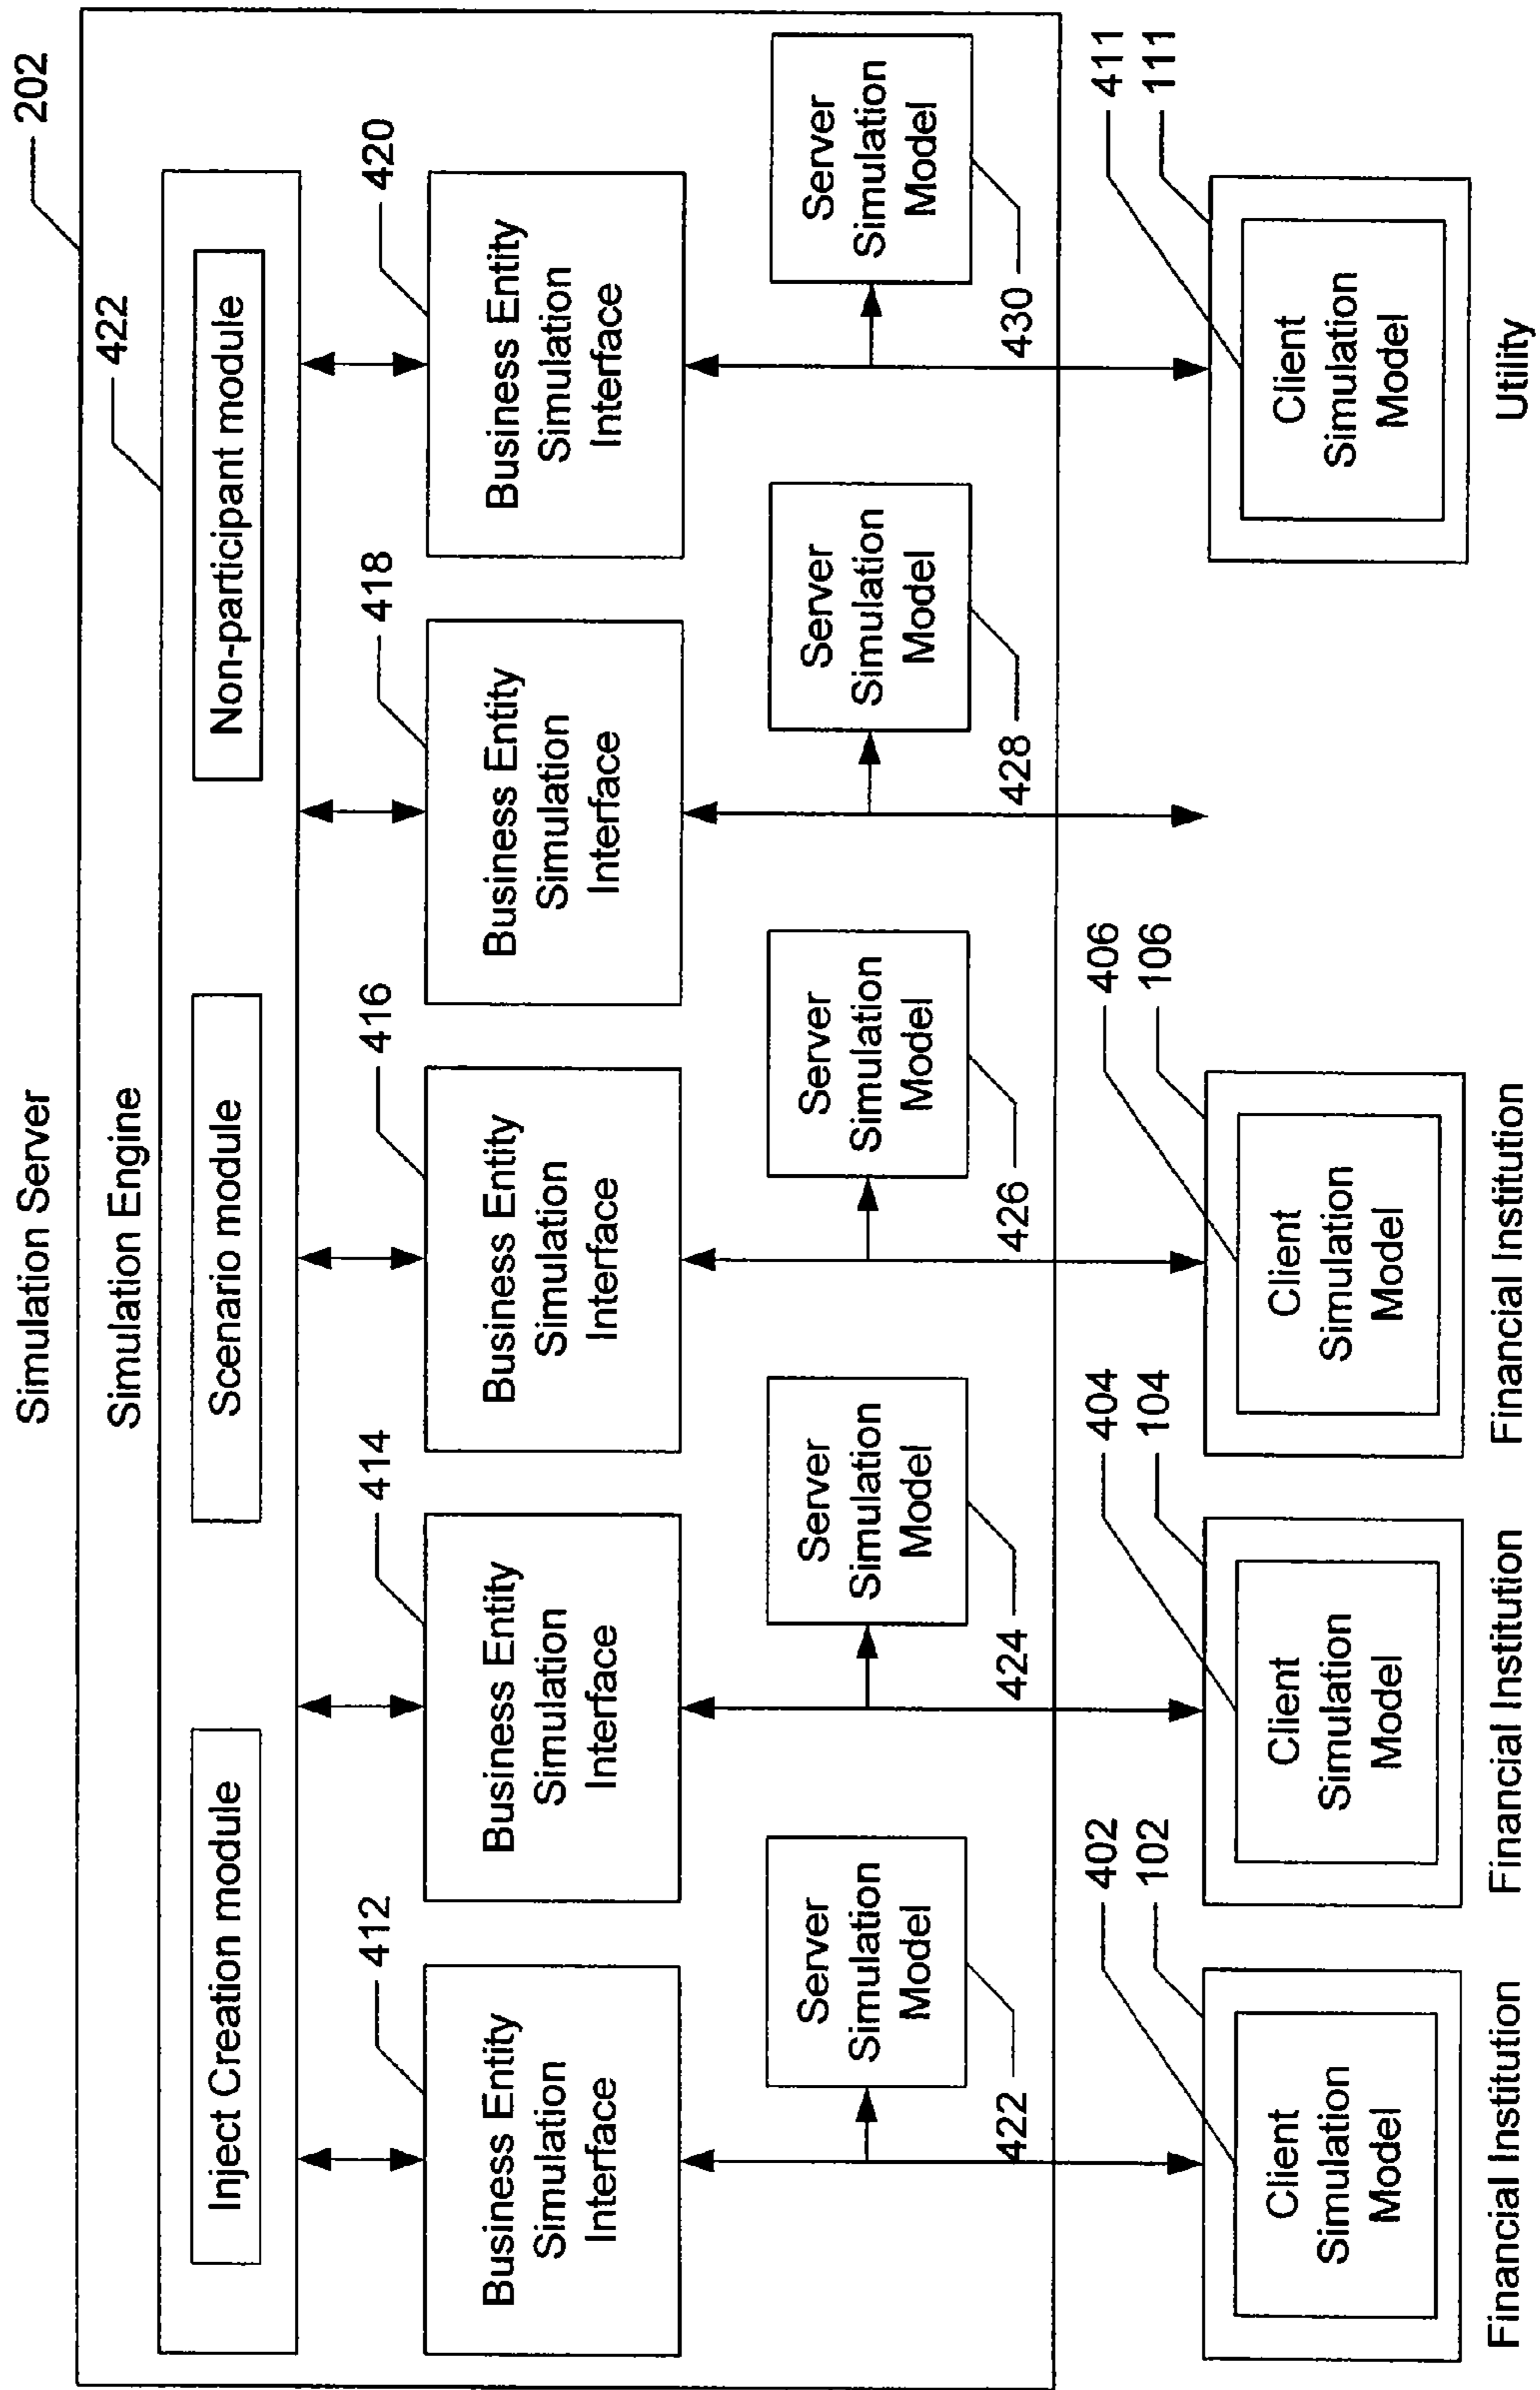 Simulation Server
202
Simulation Engine
422
Inject Creation module
Scenario module
Non-participant module
412
414
416
418
420
Business Entity
Simulation
Interface
Business Entity
Simulation
Interface
Business Entity
Simulation
Interface
Business Entity
Simulation
Interface
Business Entity
Simulation
Interface
Server
Simulation
Model
Server
Simulation
Model
Server
Simulation
Model
Server
Simulation
Model
Server
Simulation
Model
422
424
426
428
430
402
102
404
104
406
106
411
111
Client
Simulation
Model
Client
Simulation
Model
Client
Simulation
Model
Client
Simulation
Model
Financial Institution
Financial Institution
Financial Institution
Utility